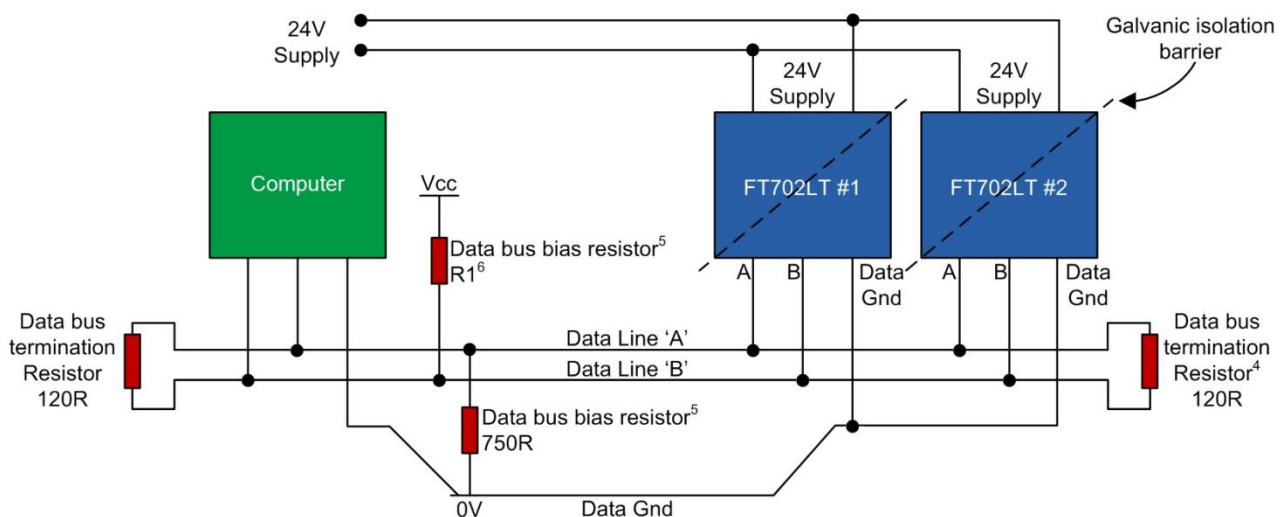 24V
Supply
Galvanic isolation
barrier
24V
Supply
24V
Supply
Computer
Vcc
FT702LT #1
FT702LT #2
Data bus bias resistor5
R16
A
B
Data
Gnd
A
B
Data
Gnd
Data bus
termination
Resistor
120R
Data Line ‘A’
Data Line ‘B’
Data bus
termination
Resistor4
120R
Data bus bias resistor5
750R
0V
Data Gnd